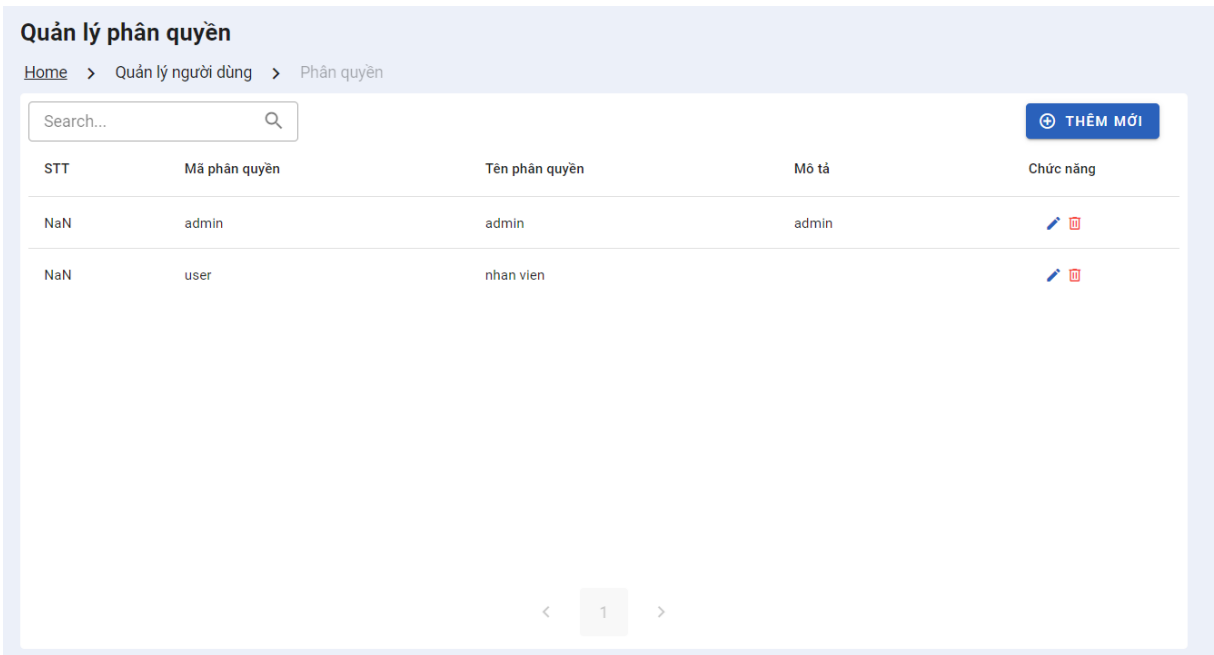 Quản lý phân quyền
Home > Quản lý người dùng > Phân quyền
Search... THÊM MỚI
STT Mã phân quyền Tên phân quyền Mô tả Chức năng
NaN admin admin admin
NaN user nhan vien
< 1 >